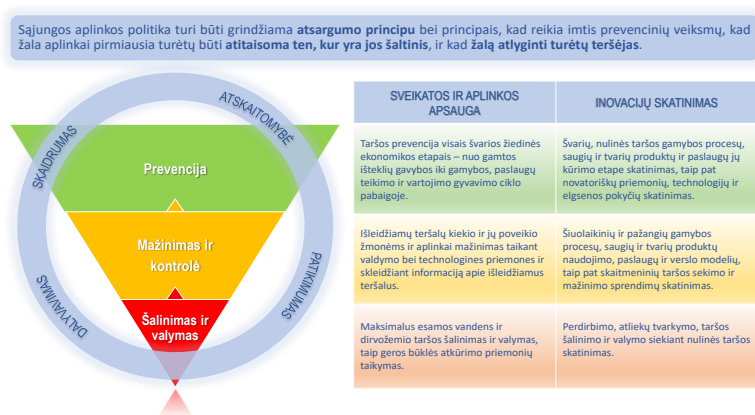 Sąjungos aplinkos politika turi būti grindžiama atsargumo principu bei principais, kad reikia imtis prevencinių veiksmų, kad
žala aplinkai pirmiausia turėtų būti atitaisoma ten, kur yra jos šaltinis, ir kad žalą atlyginti turėtų teršėjas.
SKAIDRUMAS
ATSKAITOMYBĖ
Prevencija
Mažinimas ir
kontrolė
DALYVAVIMAS
PATIKIMUMAS
Šalinimas ir
valymas
SVEIKATOS IR APLINKOS
APSAUGA
INOVACIJŲ SKATINIMAS
Taršos prevencija visais švarios žiedinės
ekonomikos etapais – nuo gamtos
išteklių gavybos iki gamybos, paslaugų
teikimo ir vartojimo gyvavimo ciklo
pabaigoje.
Švarių, nulinės taršos gamybos procesų,
saugių ir tvarių produktų ir paslaugų jų
kūrimo etape skatinimas, taip pat
novatoriškų priemonių, technologijų ir
elgsenos pokyčių skatinimas.
Išleidžiamų teršalų kiekio ir jų poveikio
žmonėms ir aplinkai mažinimas taikant
valdymo bei technologines priemones ir
skleidžiant informaciją apie išleidžiamus
teršalus.
Šiuolaikinių ir pažangių gamybos
procesų, saugių ir tvarių produktų
naudojimo, paslaugų ir verslo modelių,
taip pat skaitmeninių taršos sekimo ir
mažinimo sprendimų skatinimas.
Maksimalus esamos vandens ir
dirvožemio taršos šalinimas ir valymas,
taip geros būklės atkūrimo priemonių
taikymas.
Perdirbimo, atliekų tvarkymo, taršos
šalinimo ir valymo siekiant nulinės taršos
skatinimas.